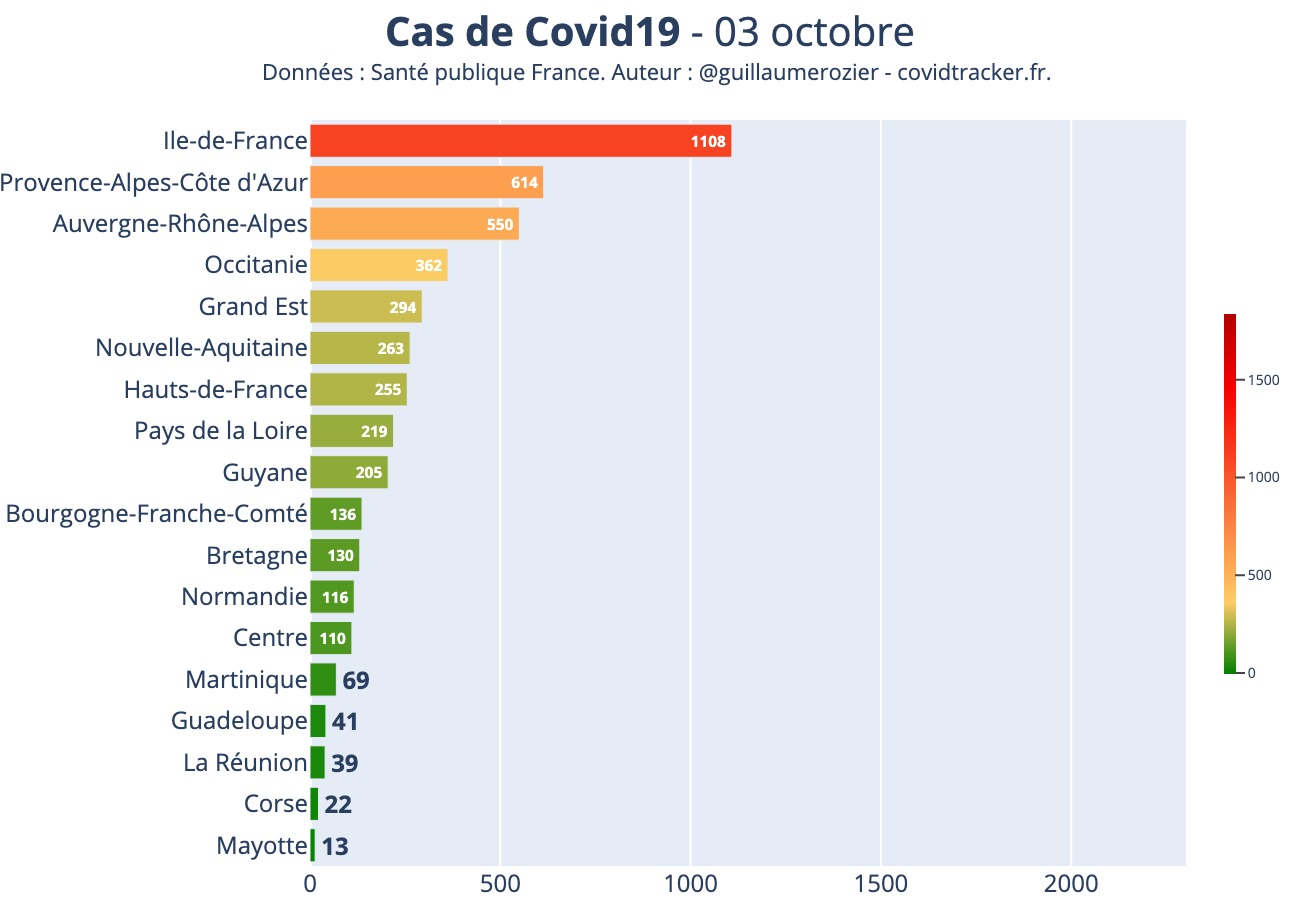 Cas de Covid19 - 03 octobre
Données : Santé publique France. Auteur : @guillaumerozier - covidtracker.fr.
Ile-de-France 1108
Provence-Alpes-Côte d'Azur 614
Auvergne-Rhône-Alpes 550
Occitanie 362
Grand Est 294
Nouvelle-Aquitaine 263
Hauts-de-France 255
Pays de la Loire 219
Guyane 205
Bourgogne-Franche-Comté 136
Bretagne 130
Normandie 116
Centre 110
Martinique 69
Guadeloupe 41
La Réunion 39
Corse 22
Mayotte 13
0 500 1000 1500 2000
1500
1000
500
0